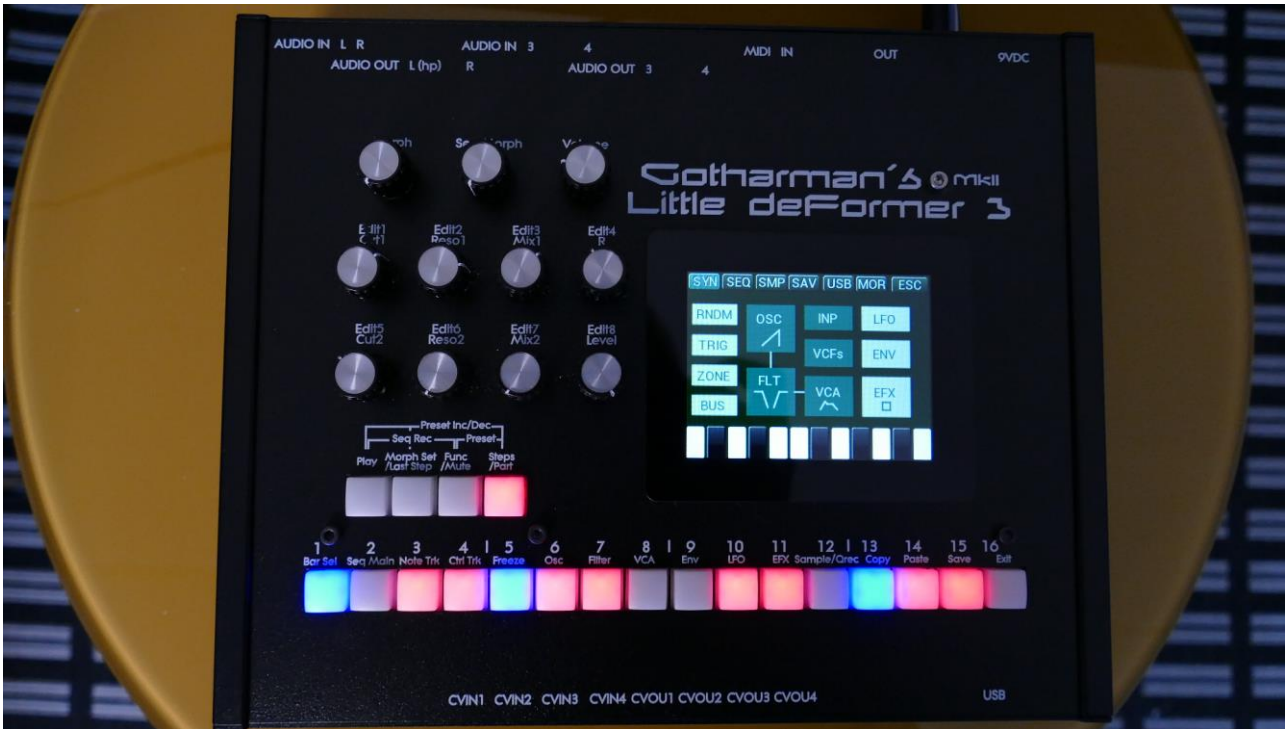 AUDIO IN L R AUDIO IN 3 4 MIDI IN OUT 9VDC
AUDIO OUT L (hp) R AUDIO OUT 3 4
Gotharman´s mkII
Little deFormer 3
Edit2 Edit3 Edit4
Reso1 Mix1 R
Edit5 Edit6 Edit7 Edit8
Cut2 Reso2 Mix2 Level
SYN SEQ SMP SAV USB MOR ESC
RNDM OSC INP LFO
TRIG VCFs ENV
ZONE FLT VCA EFX
BUS
Preset Inc/Dec
Seq Rec Preset
Play Morph Set Func Steps
/Last Step /Mute /Part
1 2 3 4 | 5 6 7 8 | 9 10 11 12 | 13 14 15 16
Bar Sel Seq Main Note Trk Ctrl Trk Freeze Osc Filter VCA Env LFO EFX Sample/Qrec Copy Paste Save Exit
CVIN1 CVIN2 CVIN3 CVIN4 CVOU1 CVOU2 CVOU3 CVOU4 USB